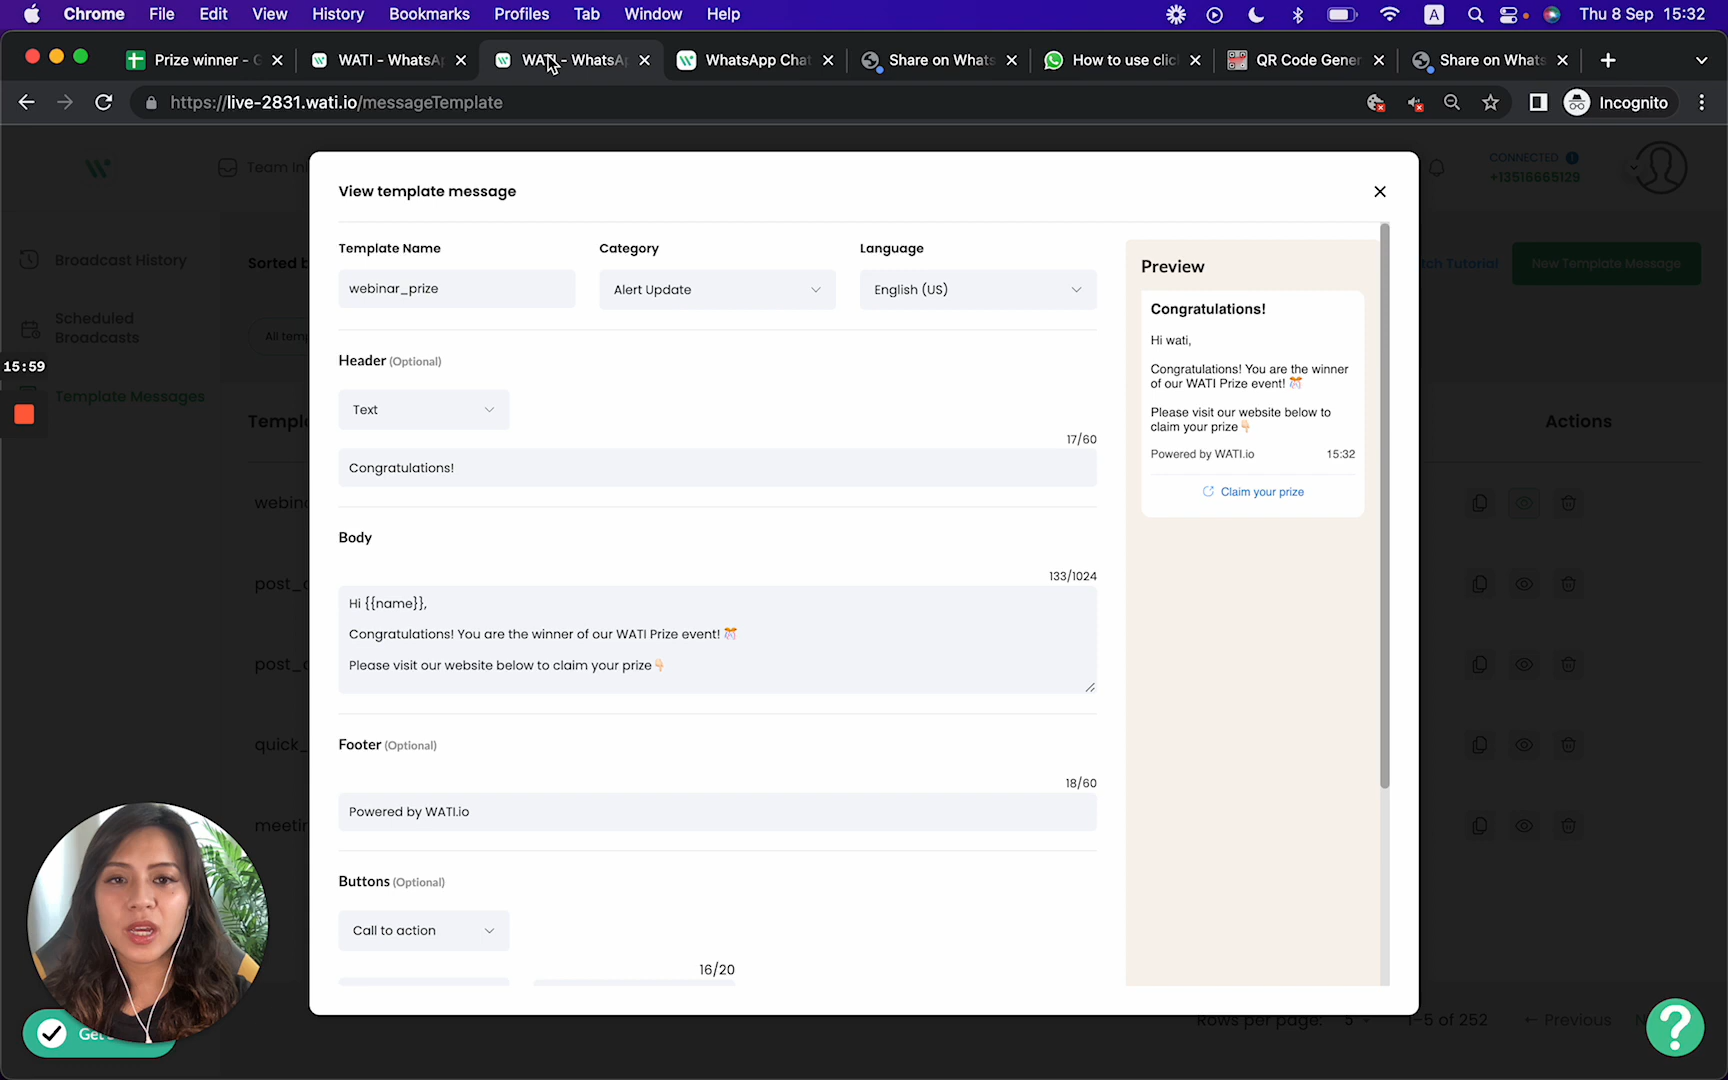 Chrome File Edit View History Bookmarks Profiles Tab Window Help
A Thu 8 Sep 15:32
Prize winner - G
WATI - WhatsAp
WATI - WhatsAp
WhatsApp Chat
Share on Whats
How to use clic
QR Code Gener
Share on Whats
https://live-2831.wati.io/messageTemplate
Incognito
Team In
CONNECTED
+13516665129
Broadcast History
Scheduled
Broadcasts
Template Messages
15:59
Sorted b
All temp
tch Tutorial
New Template Message
Templ
Actions
webin
post_c
post_c
quick_
meetin
View template message
Template Name
Category
Language
webinar_prize
Alert Update
English (US)
Header (Optional)
Text
17/60
Congratulations!
Body
133/1024
Hi {{name}},
Congratulations! You are the winner of our WATI Prize event! 🎊
Please visit our website below to claim your prize👇🏻
Footer (Optional)
18/60
Powered by WATI.io
Buttons (Optional)
Call to action
16/20
Preview
Congratulations!
Hi wati,
Congratulations! You are the winner
of our WATI Prize event! 🎊
Please visit our website below to
claim your prize👇🏻
Powered by WATI.io 15:32
Claim your prize
Get
Rows per page: 5 1-5 of 252 ← Previous N
?